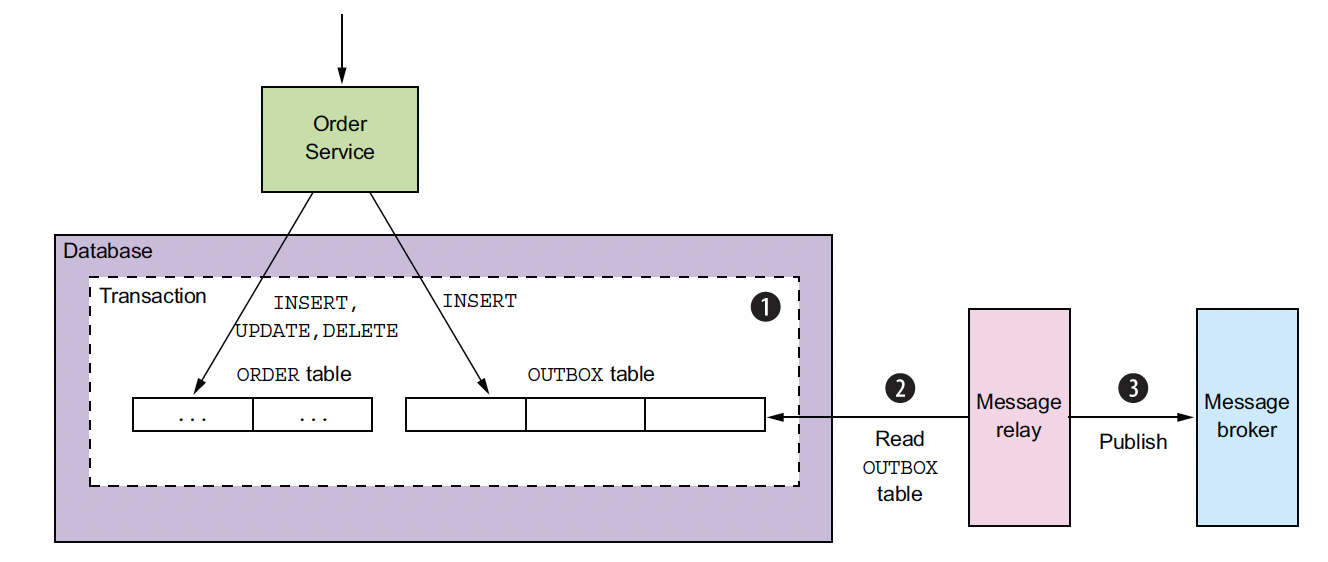 Order
Service
Database
Transaction
INSERT,
UPDATE,DELETE
INSERT
1
ORDER table
OUTBOX table
... ...
2
Read
OUTBOX
table
Message
relay
3
Publish
Message
broker